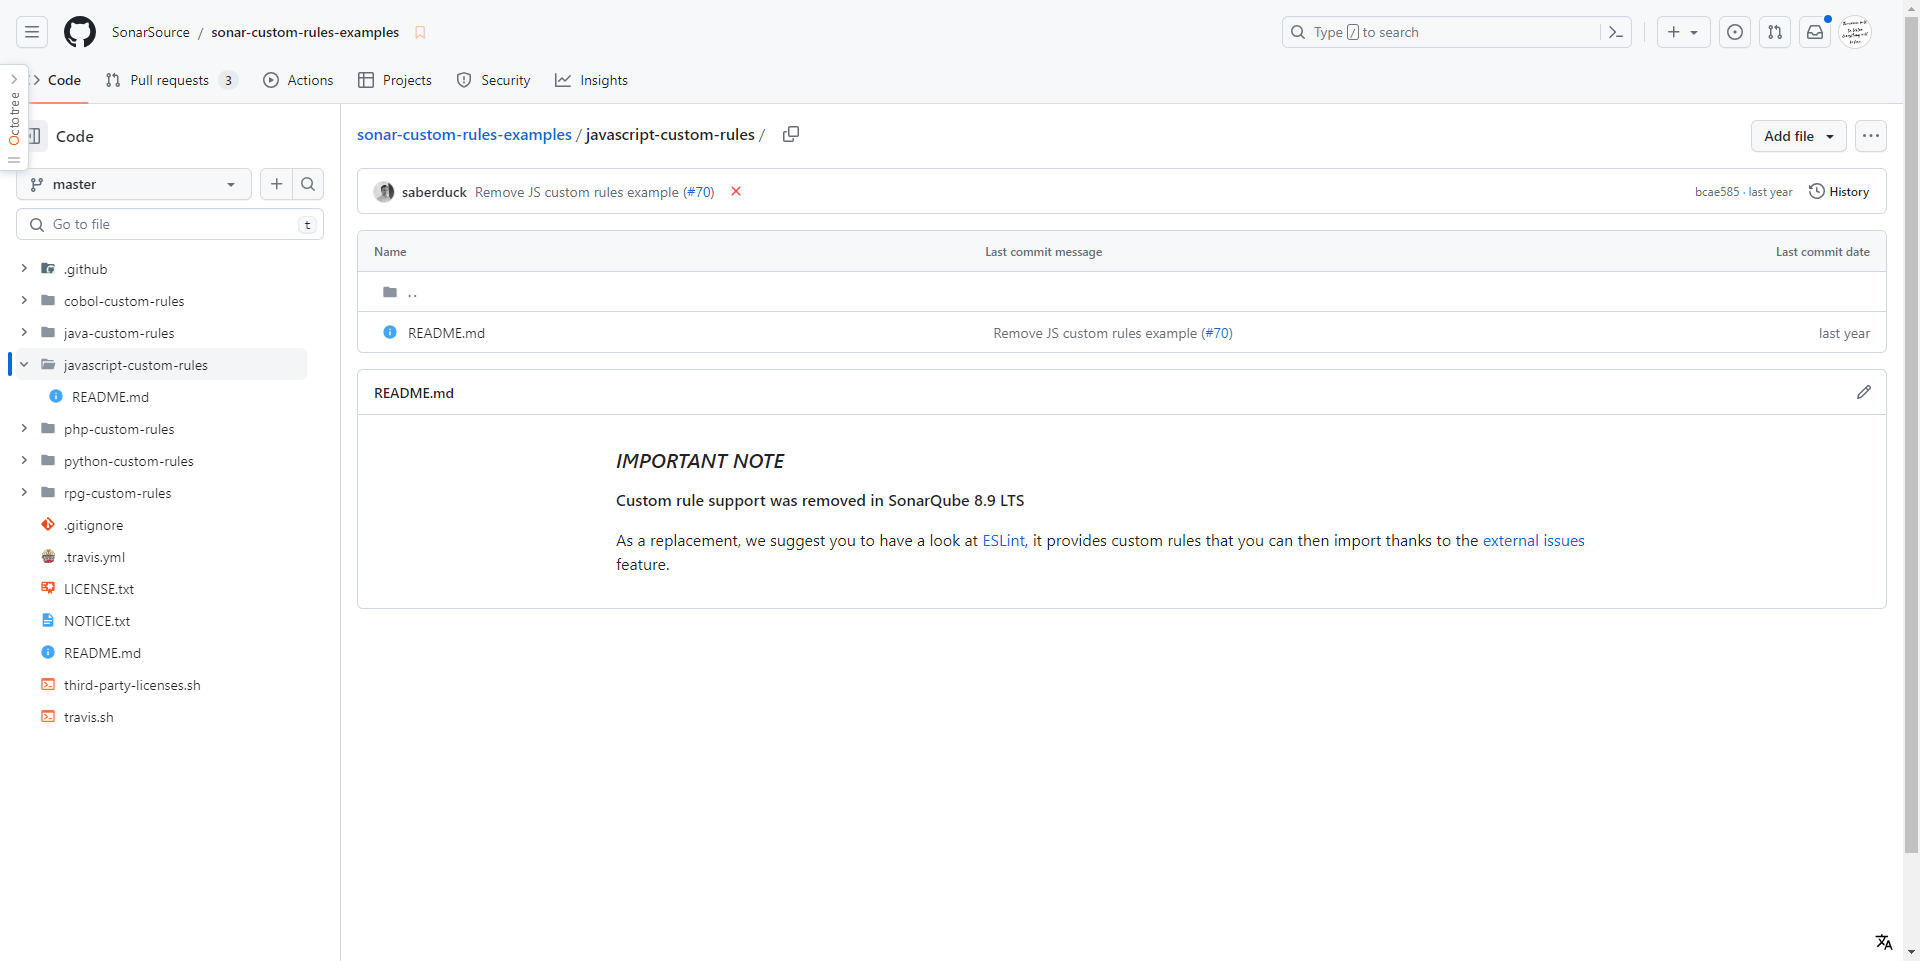 SonarSource / sonar-custom-rules-examples
Type / to search
Code
Pull requests 3
Actions
Projects
Security
Insights
Octotree
Code
master
Go to file
t
.github
cobol-custom-rules
java-custom-rules
javascript-custom-rules
README.md
php-custom-rules
python-custom-rules
rpg-custom-rules
.gitignore
.travis.yml
LICENSE.txt
NOTICE.txt
README.md
third-party-licenses.sh
travis.sh
sonar-custom-rules-examples / javascript-custom-rules /
Add file
saberduck Remove JS custom rules example (#70)
bcae585 · last year
History
Name Last commit message Last commit date
..
README.md Remove JS custom rules example (#70) last year
README.md
IMPORTANT NOTE
Custom rule support was removed in SonarQube 8.9 LTS
As a replacement, we suggest you to have a look at ESLint, it provides custom rules that you can then import thanks to the external issues
feature.